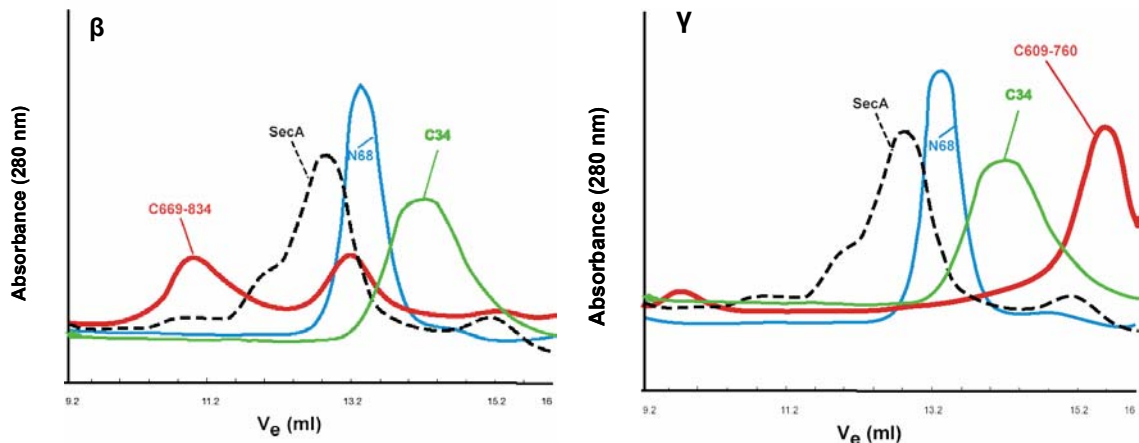 β
Absorbance (280 nm)
C669-834
SecA
N68
C34
9.2 11.2 13.2 15.2 16
Ve (ml)
γ
Absorbance (280 nm)
SecA
N68
C34
C609-760
9.2 11.2 13.2 15.2 16
Ve (ml)